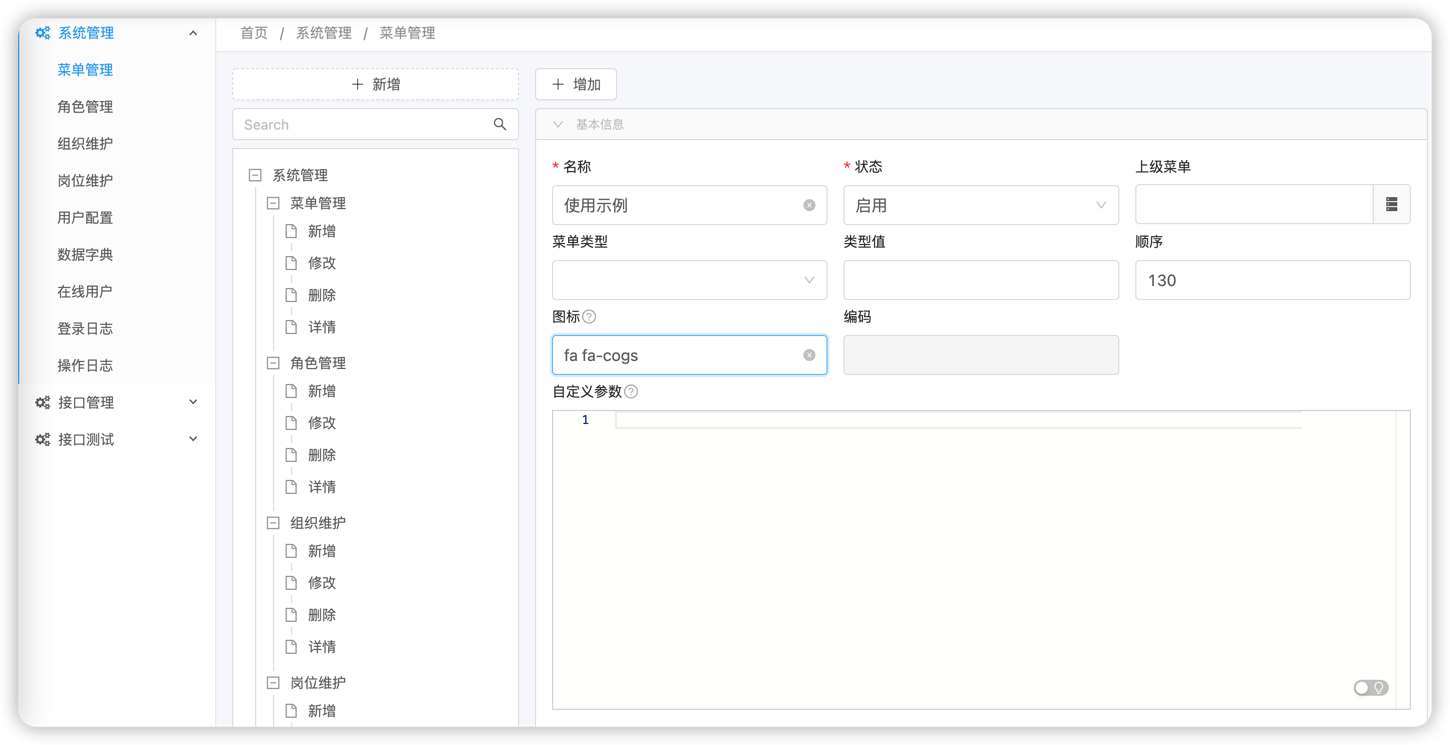 系统管理
菜单管理
角色管理
组织维护
岗位维护
用户配置
数据字典
在线用户
登录日志
操作日志
接口管理
接口测试
首页 / 系统管理 / 菜单管理
新增
Search
系统管理
菜单管理
新增
修改
删除
详情
角色管理
新增
修改
删除
详情
组织维护
新增
修改
删除
详情
岗位维护
新增
增加
基本信息
* 名称
使用示例
* 状态
启用
上级菜单
菜单类型
类型值
顺序
130
图标
fa fa-cogs
编码
自定义参数
1